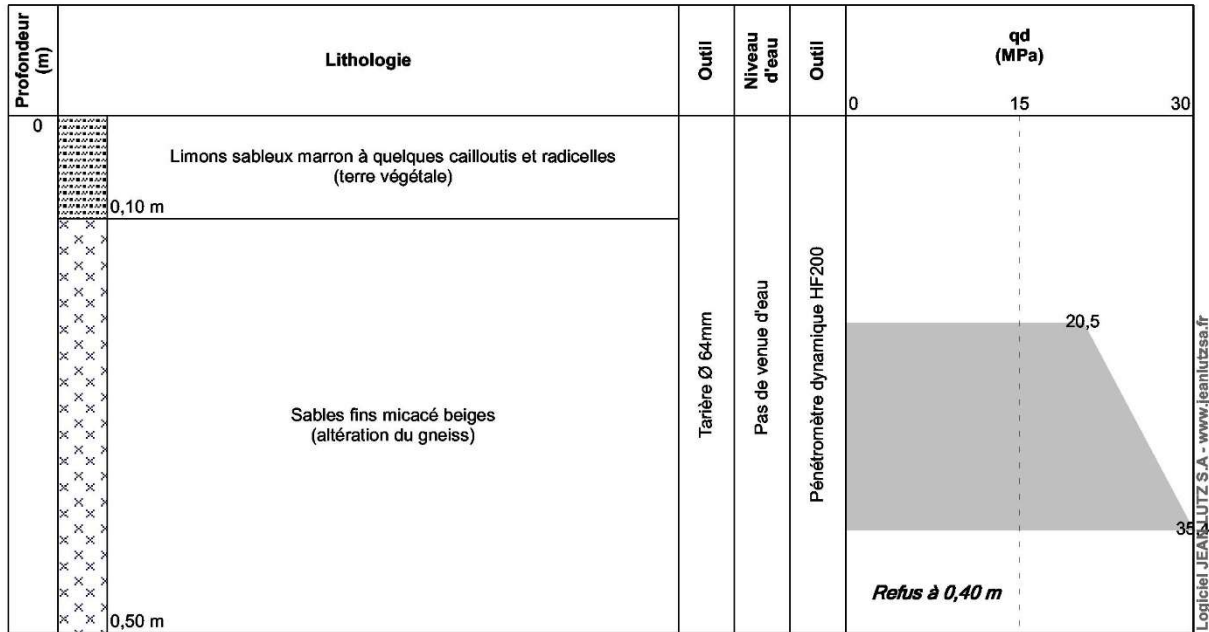 Profondeur
(m)
Lithologie
Outil
Niveau
d'eau
Outil
qd
(MPa)
0
15
30
0
Limons sableux marron à quelques cailloutis et radicelles
(terre végétale)
0,10 m
Sables fins micacé beiges
(altération du gneiss)
0,50 m
Tarière Ø 64mm
Pas de venue d'eau
Pénétromètre dynamique HF200
20,5
Refus à 0,40 m
Logiciel JEAN LUTZ S.A - www.jeanlutzsa.fr